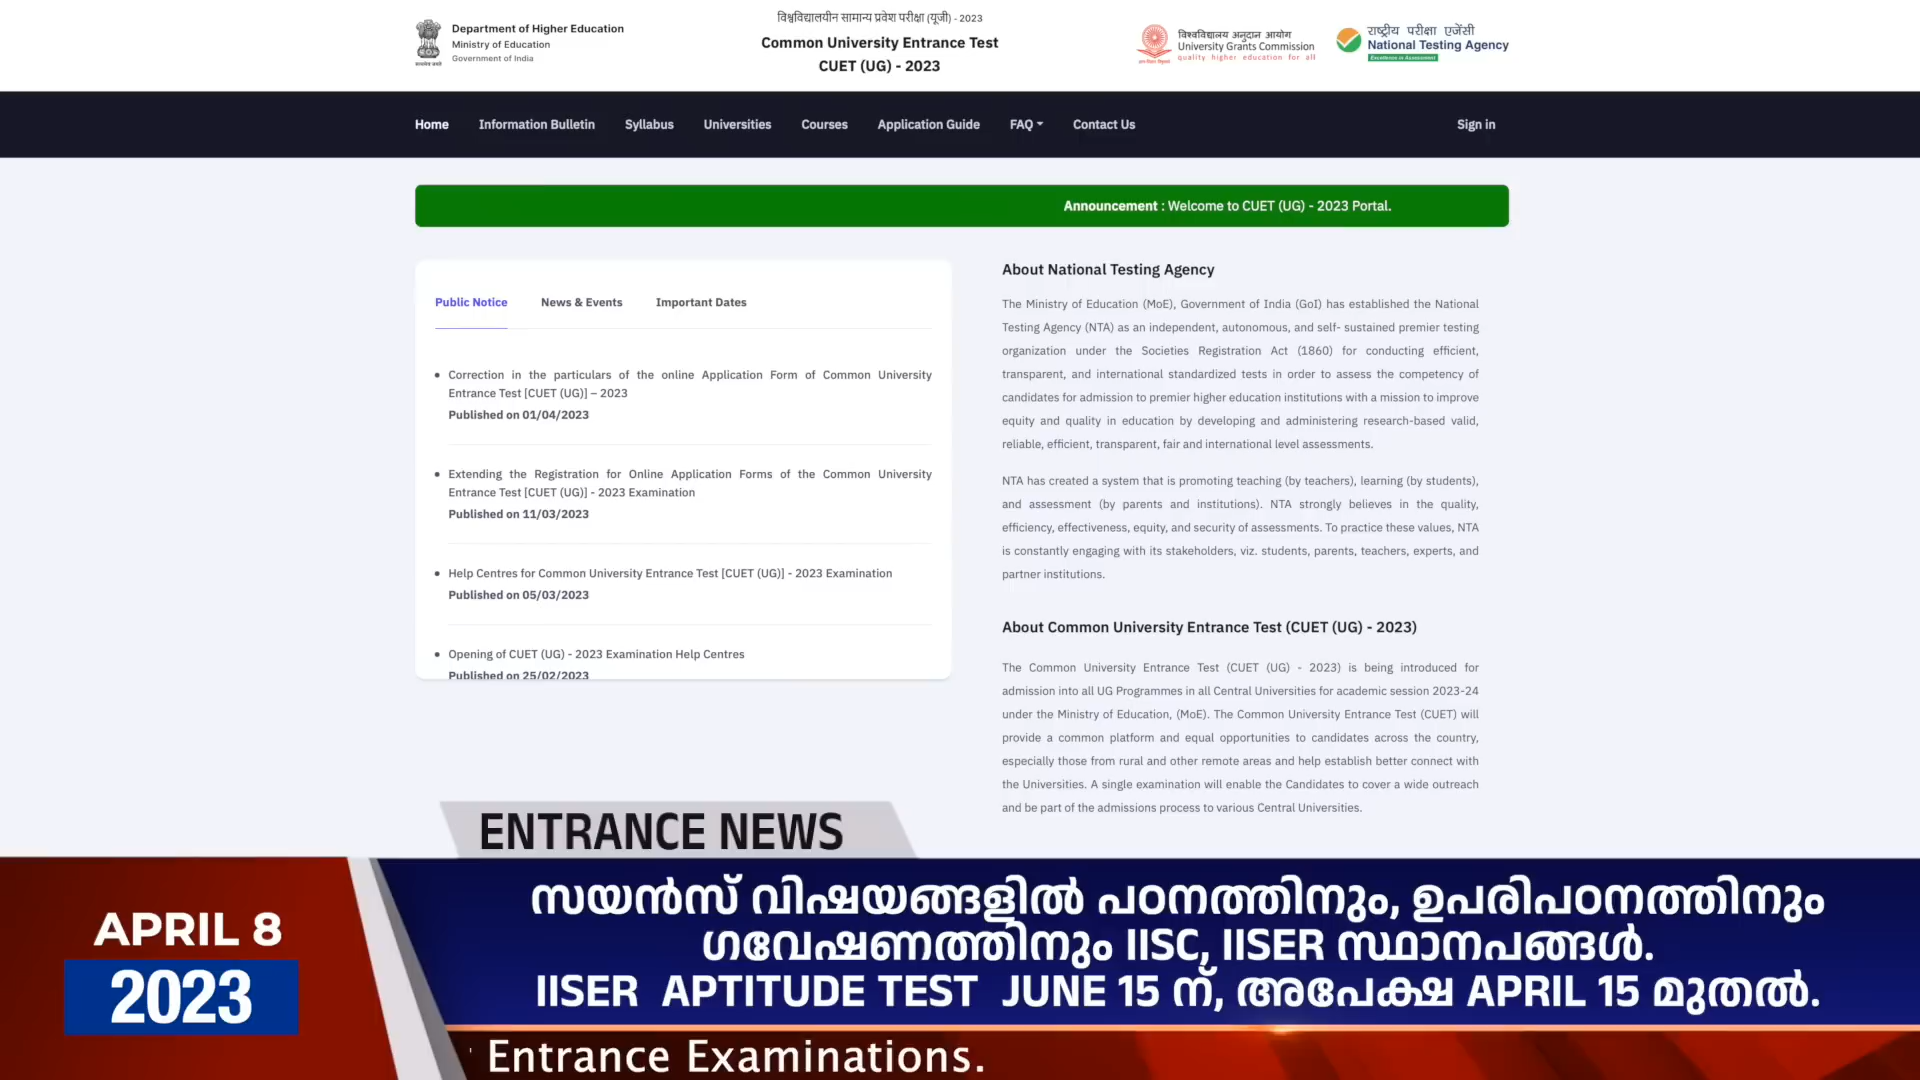 Department of Higher Education
Ministry of Education
Government of India
सत्यमेव जयते
विश्वविद्यालयीन सामान्य प्रवेश परीक्षा (यूजी) - 2023
Common University Entrance Test
CUET (UG) - 2023
विश्वविद्यालय अनुदान आयोग
University Grants Commission
quality higher education for all
राष्ट्रीय परीक्षा एजेंसी
National Testing Agency
Excellence in Assessment
Home
Information Bulletin
Syllabus
Universities
Courses
Application Guide
FAQ
Contact Us
Sign in
Announcement : Welcome to CUET (UG) - 2023 Portal.
Public Notice
News & Events
Important Dates
Correction in the particulars of the online Application Form of Common University
Entrance Test [CUET (UG)] – 2023
Published on 01/04/2023
Extending the Registration for Online Application Forms of the Common University
Entrance Test [CUET (UG)] - 2023 Examination
Published on 11/03/2023
Help Centres for Common University Entrance Test [CUET (UG)] - 2023 Examination
Published on 05/03/2023
Opening of CUET (UG) - 2023 Examination Help Centres
Published on 25/02/2023
About National Testing Agency
The Ministry of Education (MoE), Government of India (GoI) has established the National
Testing Agency (NTA) as an independent, autonomous, and self- sustained premier testing
organization under the Societies Registration Act (1860) for conducting efficient,
transparent, and international standardized tests in order to assess the competency of
candidates for admission to premier higher education institutions with a mission to improve
equity and quality in education by developing and administering research-based valid,
reliable, efficient, transparent, fair and international level assessments.
NTA has created a system that is promoting teaching (by teachers), learning (by students),
and assessment (by parents and institutions). NTA strongly believes in the quality,
efficiency, effectiveness, equity, and security of assessments. To practice these values, NTA
is constantly engaging with its stakeholders, viz. students, parents, teachers, experts, and
partner institutions.
About Common University Entrance Test (CUET (UG) - 2023)
The Common University Entrance Test (CUET (UG) - 2023) is being introduced for
admission into all UG Programmes in all Central Universities for academic session 2023-24
under the Ministry of Education, (MoE). The Common University Entrance Test (CUET) will
provide a common platform and equal opportunities to candidates across the country,
especially those from rural and other remote areas and help establish better connect with
the Universities. A single examination will enable the Candidates to cover a wide outreach
and be part of the admissions process to various Central Universities.
ENTRANCE NEWS
APRIL 8
2023
സയൻസ് വിഷയങ്ങളിൽ പഠനത്തിനും, ഉപരിപഠനത്തിനും
ഗവേഷണത്തിനും IISC, IISER സ്ഥാനപങ്ങൾ.
IISER APTITUDE TEST JUNE 15 ന്, അപേക്ഷ APRIL 15 മുതൽ.
Entrance Examinations.